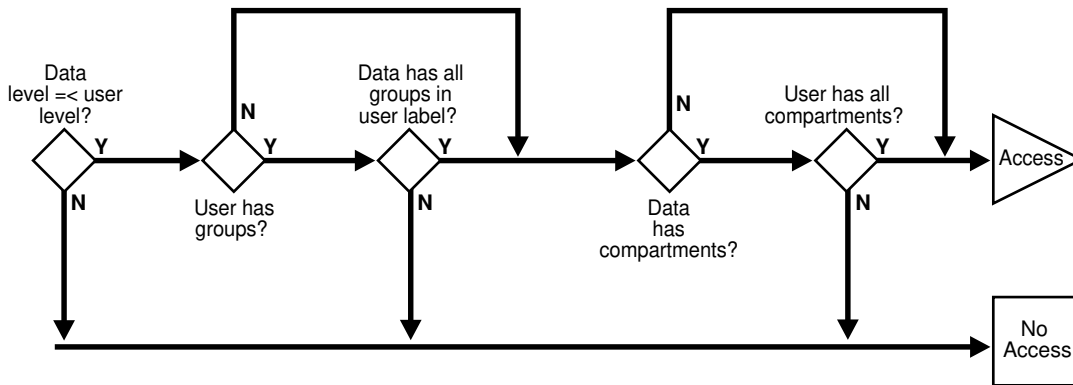 Data
level =< user
level?
Y
N
User has
groups?
N
Y
Data has all
groups in
user label?
Y
N
Data
has
compartments?
N
Y
User has all
compartments?
Y
N
Access
No
Access